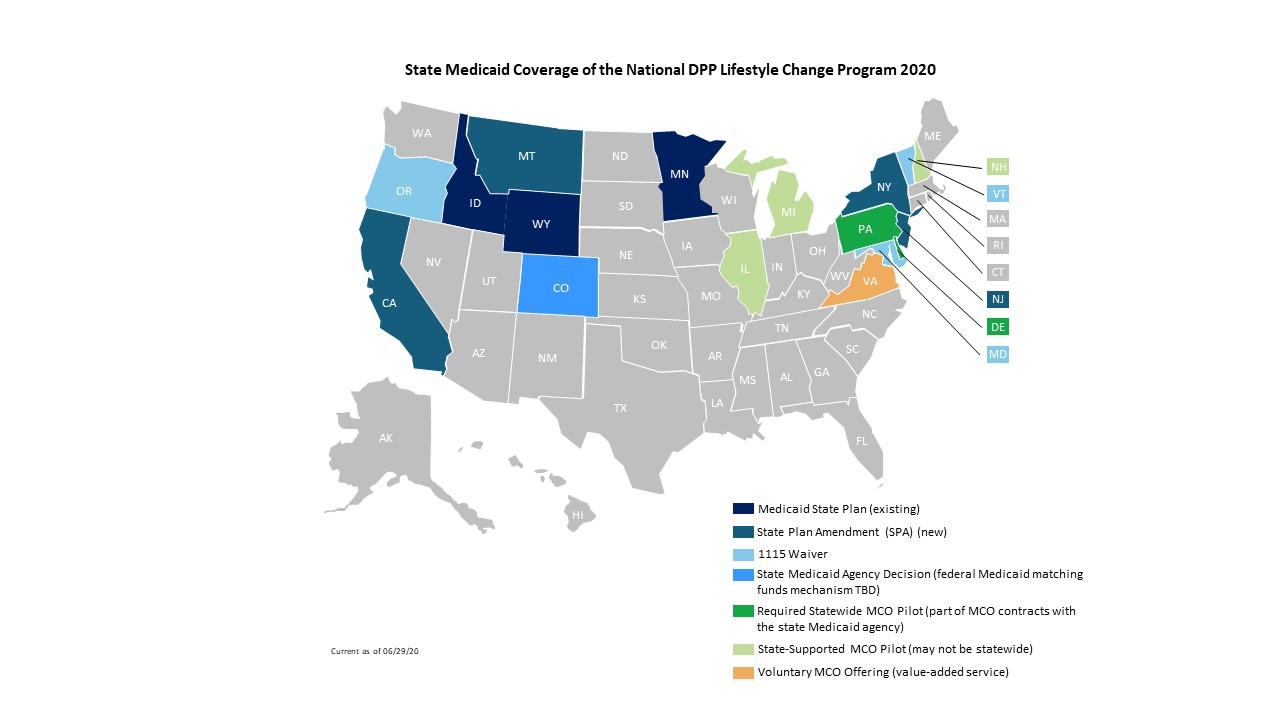 State Medicaid Coverage of the National DPP Lifestyle Change Program 2020
WA
MT
ND
MN
ME
OR
ID
WY
SD
WI
MI
NY
NH
VT
MA
RI
CT
NJ
DE
MD
PA
NV
UT
CO
NE
IA
IL
IN
OH
WV
VA
CA
KS
MO
KY
NC
AZ
NM
OK
AR
TN
SC
TX
LA
MS
AL
GA
FL
AK
HI
Medicaid State Plan (existing)
State Plan Amendment (SPA) (new)
1115 Waiver
State Medicaid Agency Decision (federal Medicaid matching
funds mechanism TBD)
Required Statewide MCO Pilot (part of MCO contracts with
the state Medicaid agency)
State-Supported MCO Pilot (may not be statewide)
Voluntary MCO Offering (value-added service)
Current as of 06/29/20